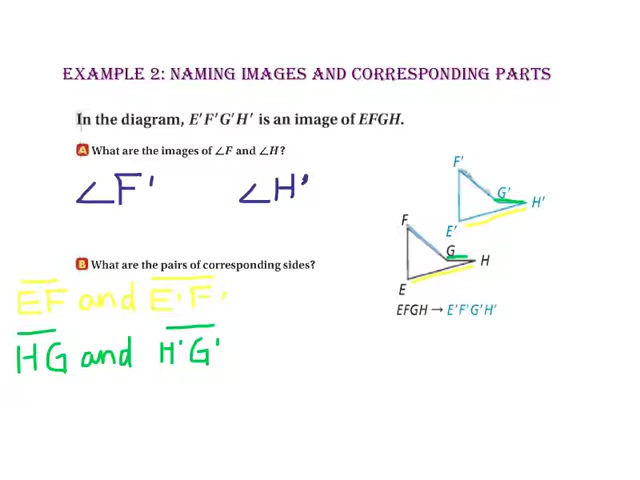 EXAMPLE 2: NAMING IMAGES AND CORRESPONDING PARTS
In the diagram, E′F′G′H′ is an image of EFGH.
A What are the images of ∠F and ∠H?
∠F' ∠H'
B What are the pairs of corresponding sides?
EF and E'F'
HG and H'G'
F′
G′
H′
E′
F
G
H
E
EFGH → E′F′G′H′